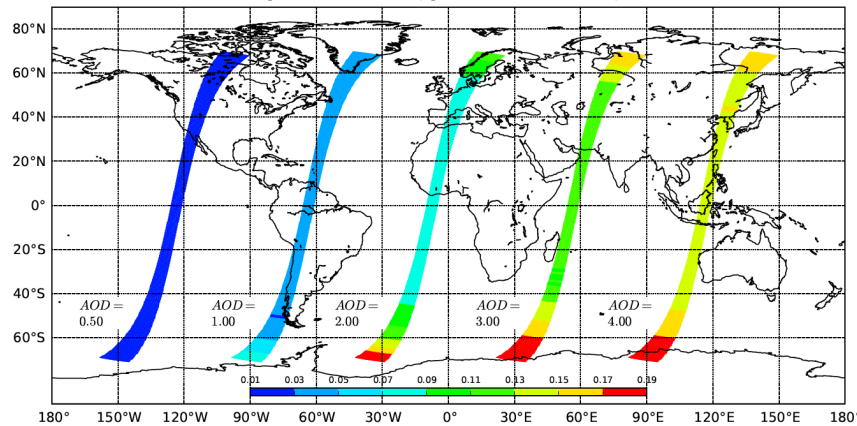 80°N
60°N
40°N
20°N
0°
20°S
40°S
60°S
AOD = 0.50
AOD = 1.00
AOD = 2.00
AOD = 3.00
AOD = 4.00
0.01 0.03 0.05 0.07 0.09 0.11 0.13 0.15 0.17 0.19
180° 150°W 120°W 90°W 60°W 30°W 0° 30°E 60°E 90°E 120°E 150°E 180°